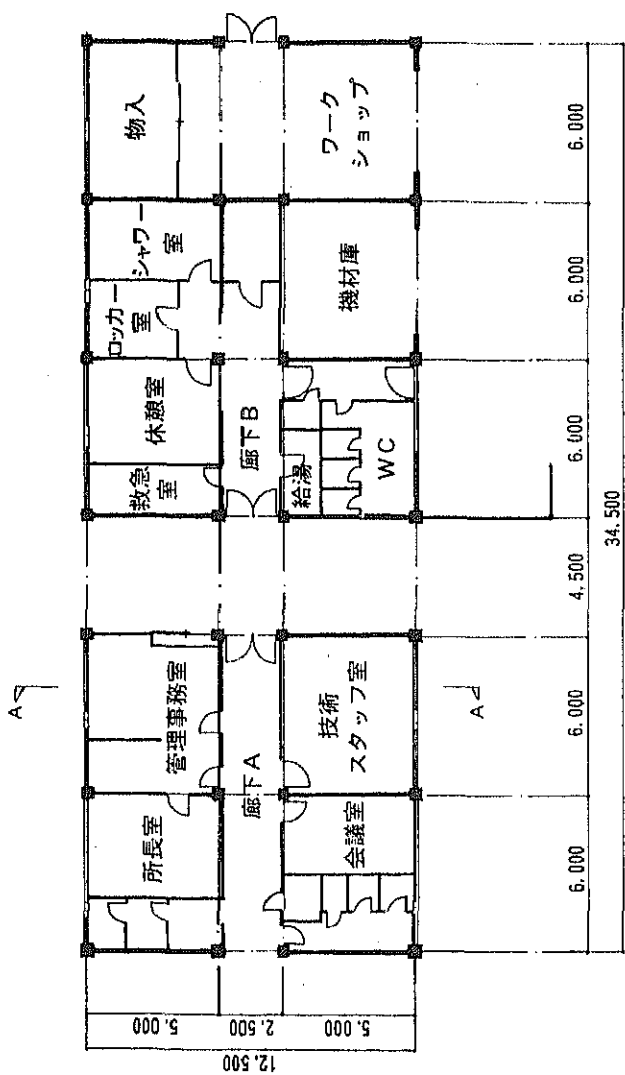 物入
シャワー
室
ロッカー
室
休憩室
救急
室
ワーク
ショップ
機材庫
廊下B
給湯
WC
管理事務室
所長室
廊下A
技術
スタッフ室
会議室
A
A
6.000
6.000
6.000
4.500
6.000
6.000
34.500
5.000
2.500
5.000
12.500